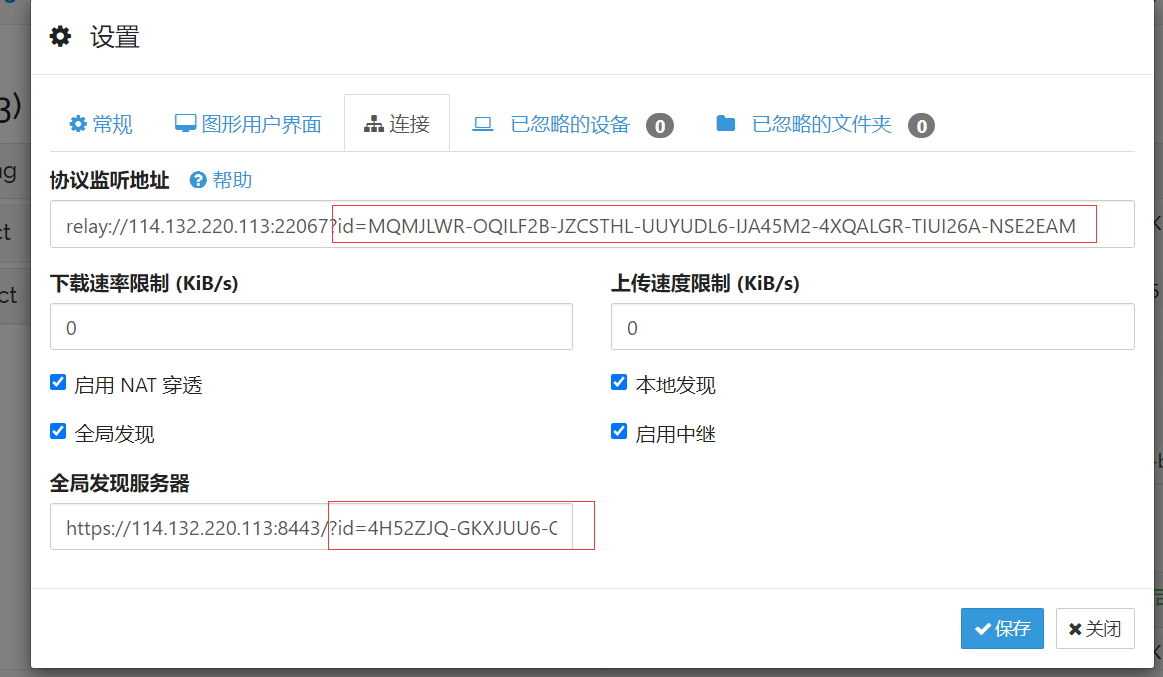 设置
3)
常规 图形用户界面 连接 已忽略的设备 0 已忽略的文件夹 0
协议监听地址 帮助
relay://114.132.220.113:22067?id=MQMJLWR-OQILF2B-JZCSTHL-UUYUDL6-IJA45M2-4XQALGR-TIUI26A-NSE2EAM
下载速率限制 (KiB/s) 上传速度限制 (KiB/s)
0 0
启用 NAT 穿透 本地发现
全局发现 启用中继
全局发现服务器
https://114.132.220.113:8443/?id=4H52ZJQ-GKXJUU6-
保存 关闭